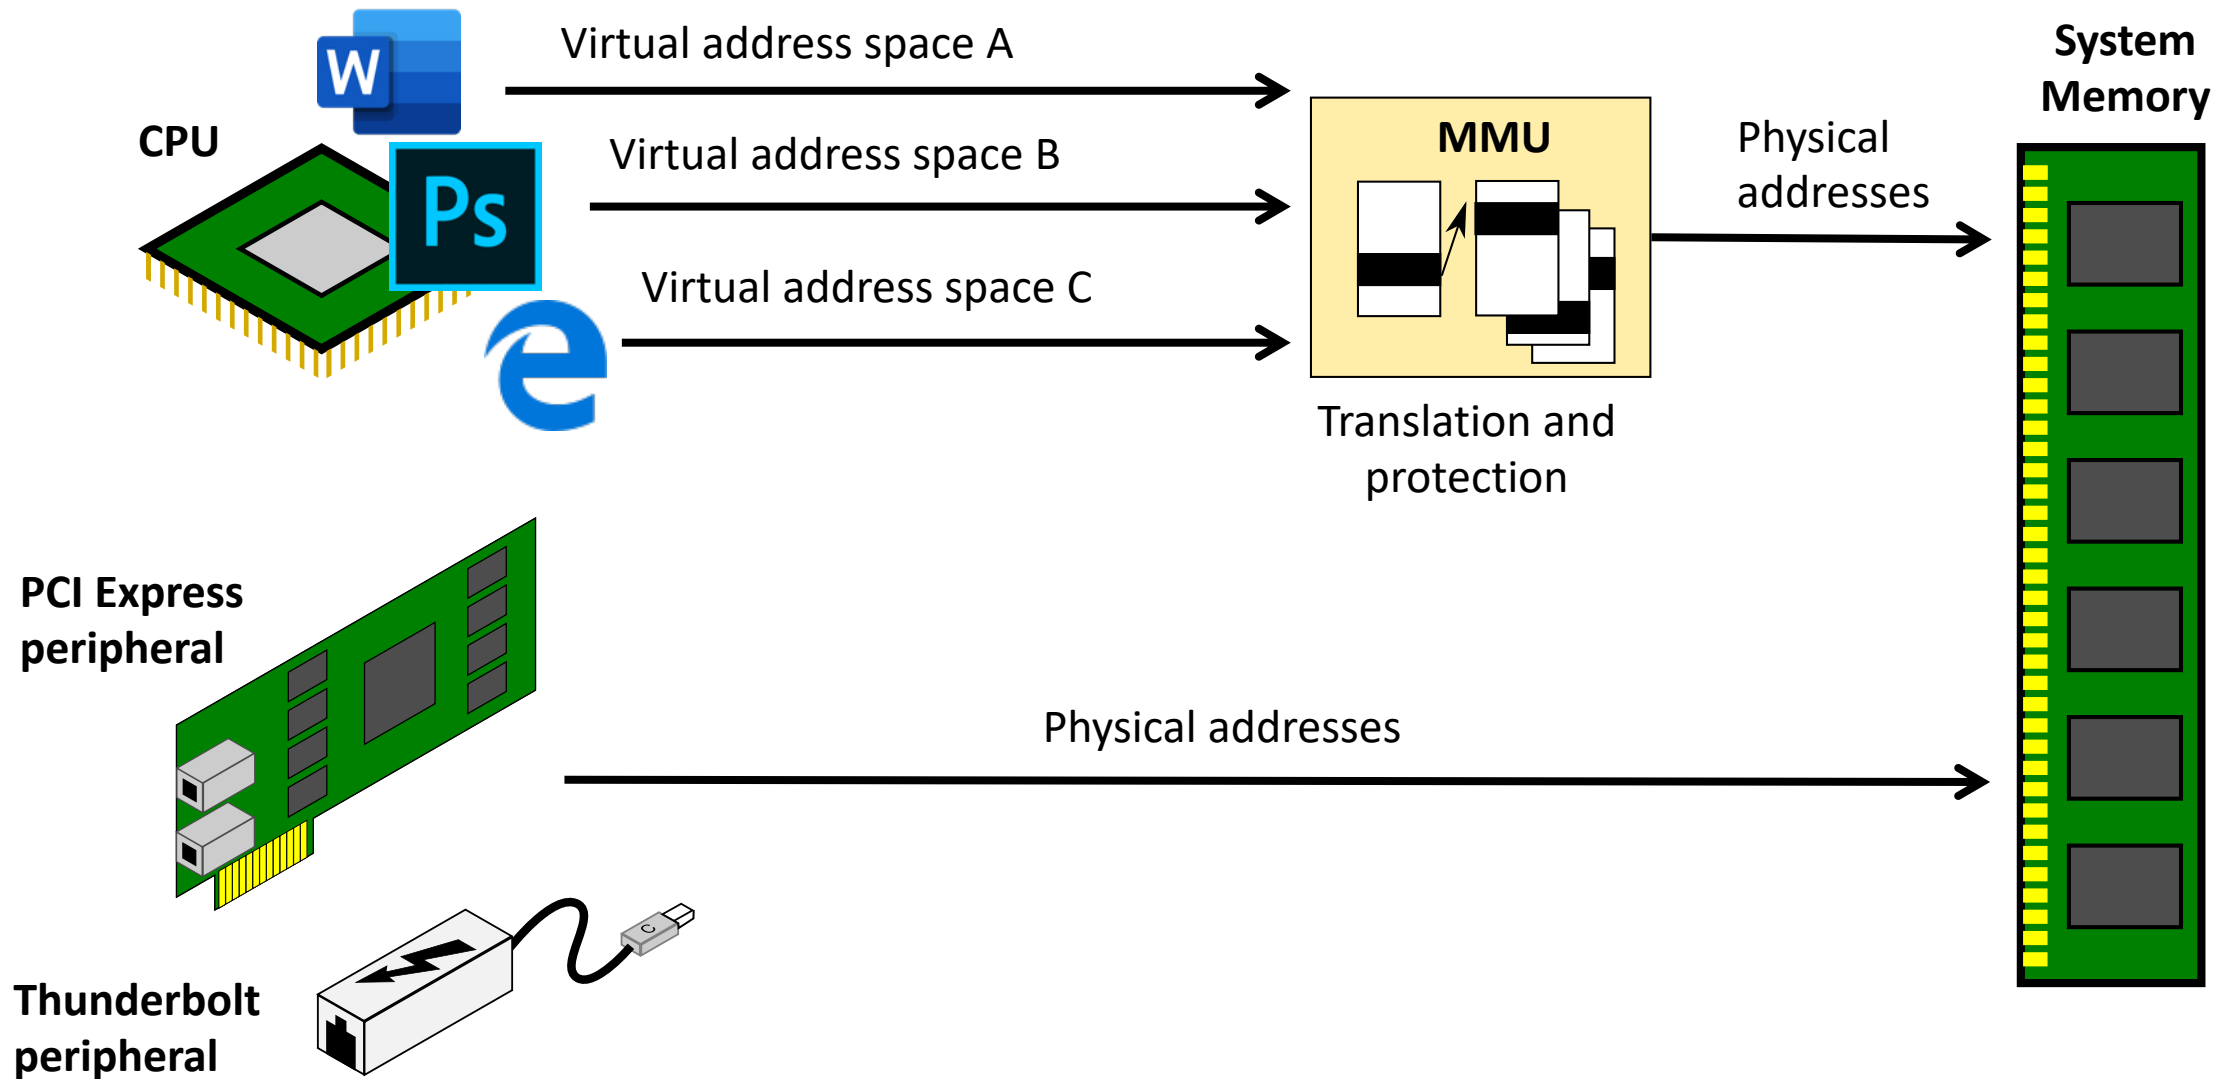 System
Memory
Virtual address space A
W
CPU
MMU
Physical
addresses
Virtual address space B
Ps
Virtual address space C
Translation and
protection
PCI Express
peripheral
Physical addresses
C
Thunderbolt
peripheral